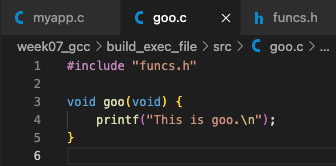 C myapp.c C goo.c × h funcs.h
week07_gcc > build_exec_file > src > C goo.c > ...
1 #include "funcs.h"
2
3 void goo(void) {
4     printf("This is goo.\n");
5 }
6